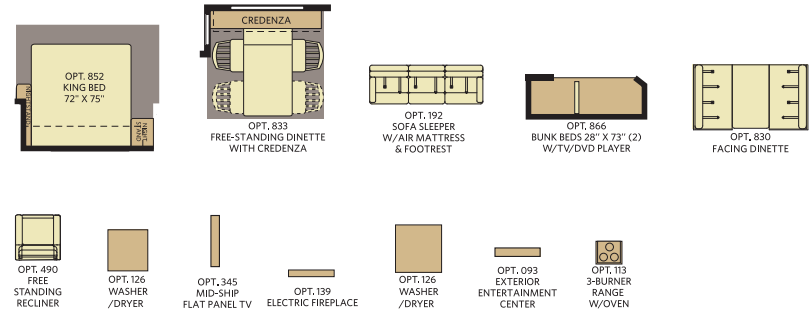 CREDENZA
OPT. 852
KING BED
72" X 75"
NIGHTSTAND
NIGHT
STAND
OPT. 833
FREE-STANDING DINETTE
WITH CREDENZA
OPT. 192
SOFA SLEEPER
W/AIR MATTRESS
& FOOTREST
OPT. 866
BUNK BEDS 28" X 73" (2)
W/TV/DVD PLAYER
OPT. 830
FACING DINETTE
OPT. 490
FREE
STANDING
RECLINER
OPT. 126
WASHER
/DRYER
OPT. 345
MID-SHIP
FLAT PANEL TV
OPT. 139
ELECTRIC FIREPLACE
OPT. 126
WASHER
/DRYER
OPT. 093
EXTERIOR
ENTERTAINMENT
CENTER
OPT. 113
3-BURNER
RANGE
W/OVEN